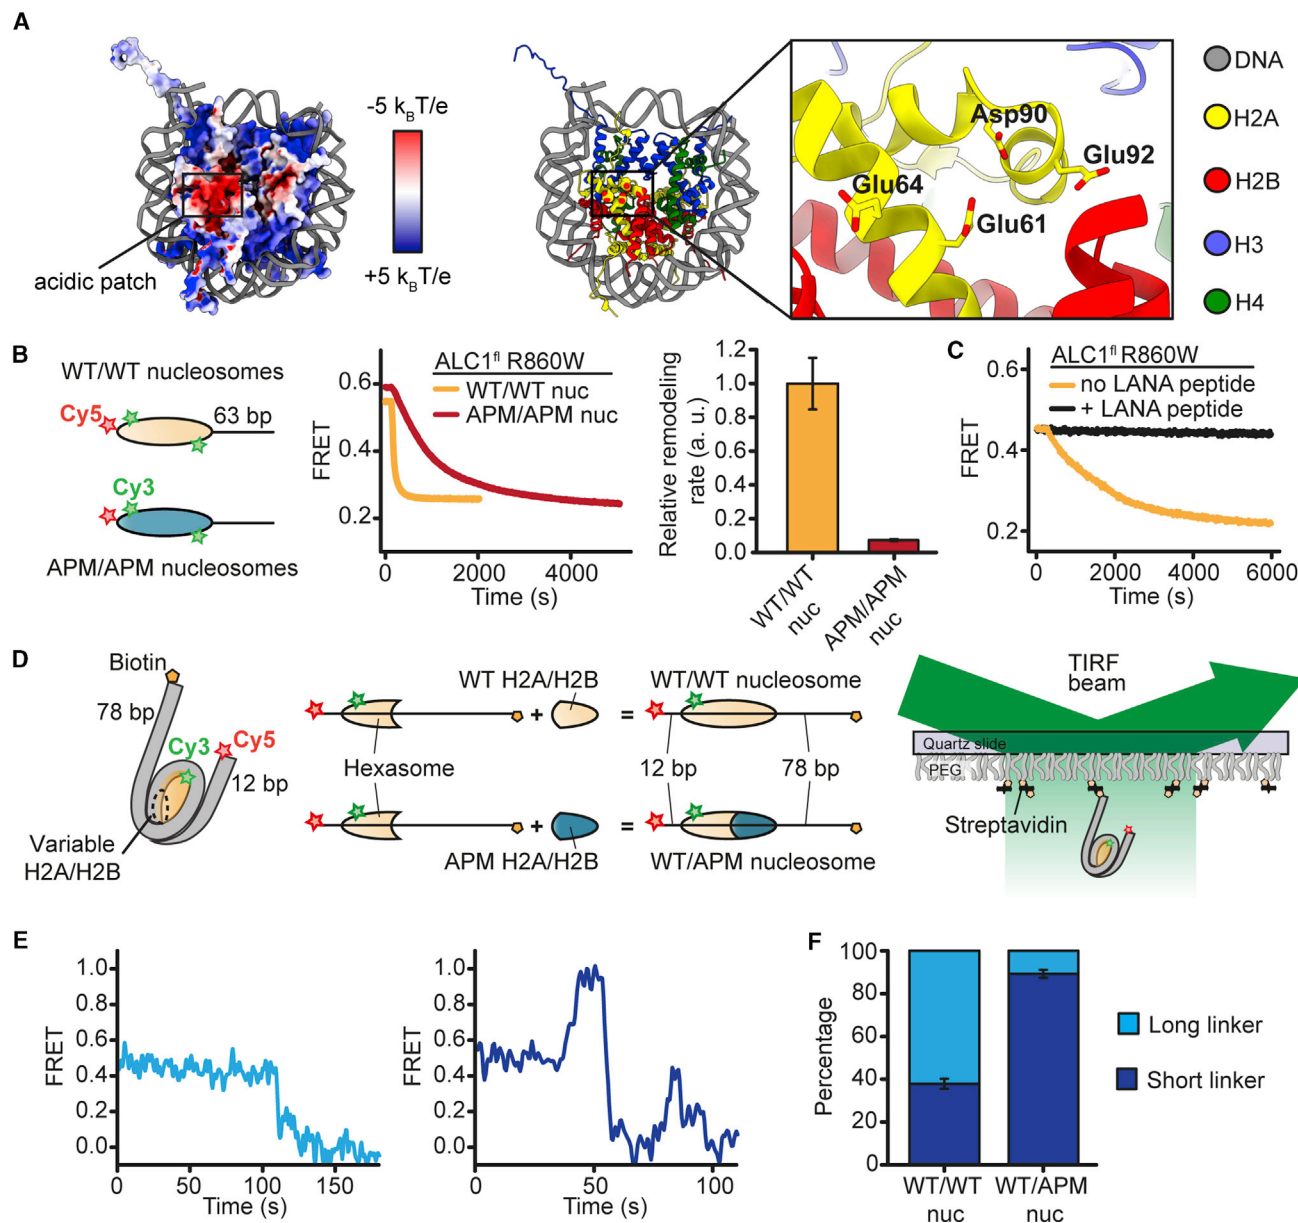 A
-5 k_BT/e
+5 k_BT/e
acidic patch
Asp90
Glu92
Glu64
Glu61
DNA
H2A
H2B
H3
H4
B
WT/WT nucleosomes
Cy5
63 bp
Cy3
APM/APM nucleosomes
ALC1^fl R860W
WT/WT nuc
APM/APM nuc
FRET
0.6
0.4
0.2
0
2000
4000
Time (s)
Relative remodeling
rate (a. u.)
1.2
1.0
0.8
0.6
0.4
0.2
0.0
WT/WT
nuc
APM/APM
nuc
C
ALC1^fl R860W
no LANA peptide
+ LANA peptide
FRET
0.6
0.4
0.2
0
2000
4000
6000
Time (s)
D
Biotin
78 bp
Cy3
Cy5
12 bp
Variable
H2A/H2B
WT H2A/H2B
WT/WT nucleosome
+
=
Hexasome
12 bp
78 bp
+
=
APM H2A/H2B
WT/APM nucleosome
TIRF
beam
Quartz slide
PEG
Streptavidin
E
FRET
1.0
0.8
0.6
0.4
0.2
0.0
0
50
100
150
Time (s)
FRET
1.0
0.8
0.6
0.4
0.2
0.0
0
50
100
Time (s)
F
Percentage
100
80
60
40
20
0
WT/WT
nuc
WT/APM
nuc
Long linker
Short linker